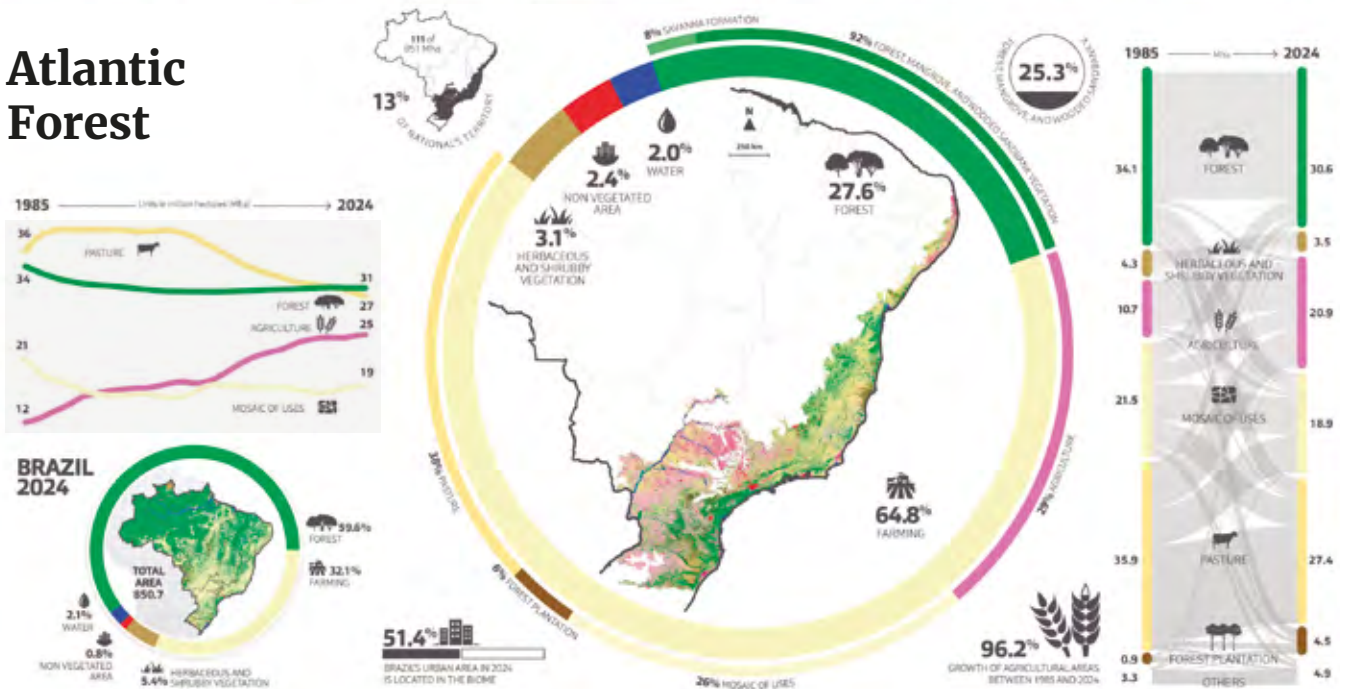 Atlantic
Forest
111 of
851 Mha
13%
OF NATIONAL'S TERRITORY
8% SAVANNA FORMATION
92% FOREST, MANGROVE, AND WOODED SANDBANK VEGETATION
25.3%
FOREST, MANGROVE, AND WOODED SANDBANK V.
1985 2024
36
PASTURE
34
31
FOREST
27
AGRICULTURE
25
21
19
MOSAIC OF USES
12
BRAZIL
2024
TOTAL
AREA
850.7
59.6%
FOREST
32.1%
FARMING
2.1%
WATER
0.8%
NON VEGETATED
AREA
5.4%
HERBACEOUS AND
SHRUBBY VEGETATION
N
250 km
2.0%
WATER
2.4%
NON VEGETATED
AREA
3.1%
HERBACEOUS
AND SHRUBBY
VEGETATION
27.6%
FOREST
64.8%
FARMING
38% PASTURE
6% FOREST PLANTATION
26% MOSAIC OF USES
29% AGRICULTURE
51.4%
BRAZIL'S URBAN AREA IN 2024
IS LOCATED IN THE BIOME
96.2%
GROWTH OF AGRICULTURAL AREAS
BETWEEN 1985 AND 2024
1985 Mha 2024
34.1 FOREST 30.6
4.3 HERBACEOUS AND
SHRUBBY VEGETATION 3.5
10.7 AGRICULTURE 20.9
21.5 MOSAIC OF USES 18.9
35.9 PASTURE 27.4
0.9 FOREST PLANTATION 4.5
3.3 OTHERS 4.9